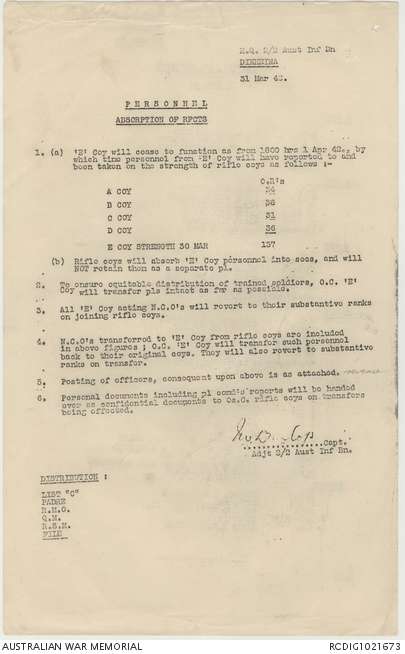 H.Q. 2/2 Aust Inf Bn
31 Mar 42.
PERSONNEL
ABSORPTION OF RFCTS
1. (a) 'E' Coy will cease to function as from 1800 hrs 1 Apr 42., by
which time personnel from 'E' Coy will have reported to and
been taken on the strength of rifle coys as follows :-
O.R's
A COY 34
B COY 36
C COY 31
D COY 36
E COY STRENGTH 30 MAR 137
(b) Rifle coys will absorb 'E' Coy personnel into secs, and will
NOT retain them as a separate pl.
2. To ensure equitable distribution of trained soldiers, O.C. 'E'
Coy will transfer pls intact as far as possible.
3. All 'E' Coy acting N.C.O's will revert to their substantive ranks
on joining rifle coys.
4. N.C.O's transferred to 'E' Coy from rifle coys are included
in above figures ; O.C. 'E' Coy will transfer such personnel
back to their original coys. They will also revert to substantive
ranks on transfer.
5. Posting of officers, consequent upon above is as attached.
6. Personal documents including pl comd's reports will be handed
over as confidential documents to Os.C. rifle coys on transfers
being effected.
Capt.
Adjt 2/2 Aust Inf Bn.
DISTRIBUTION :
LIST "C"
PADRE
R.M.O.
Q.M.
R.S.M.
FILE
AUSTRALIAN WAR MEMORIAL RCDIG1021673